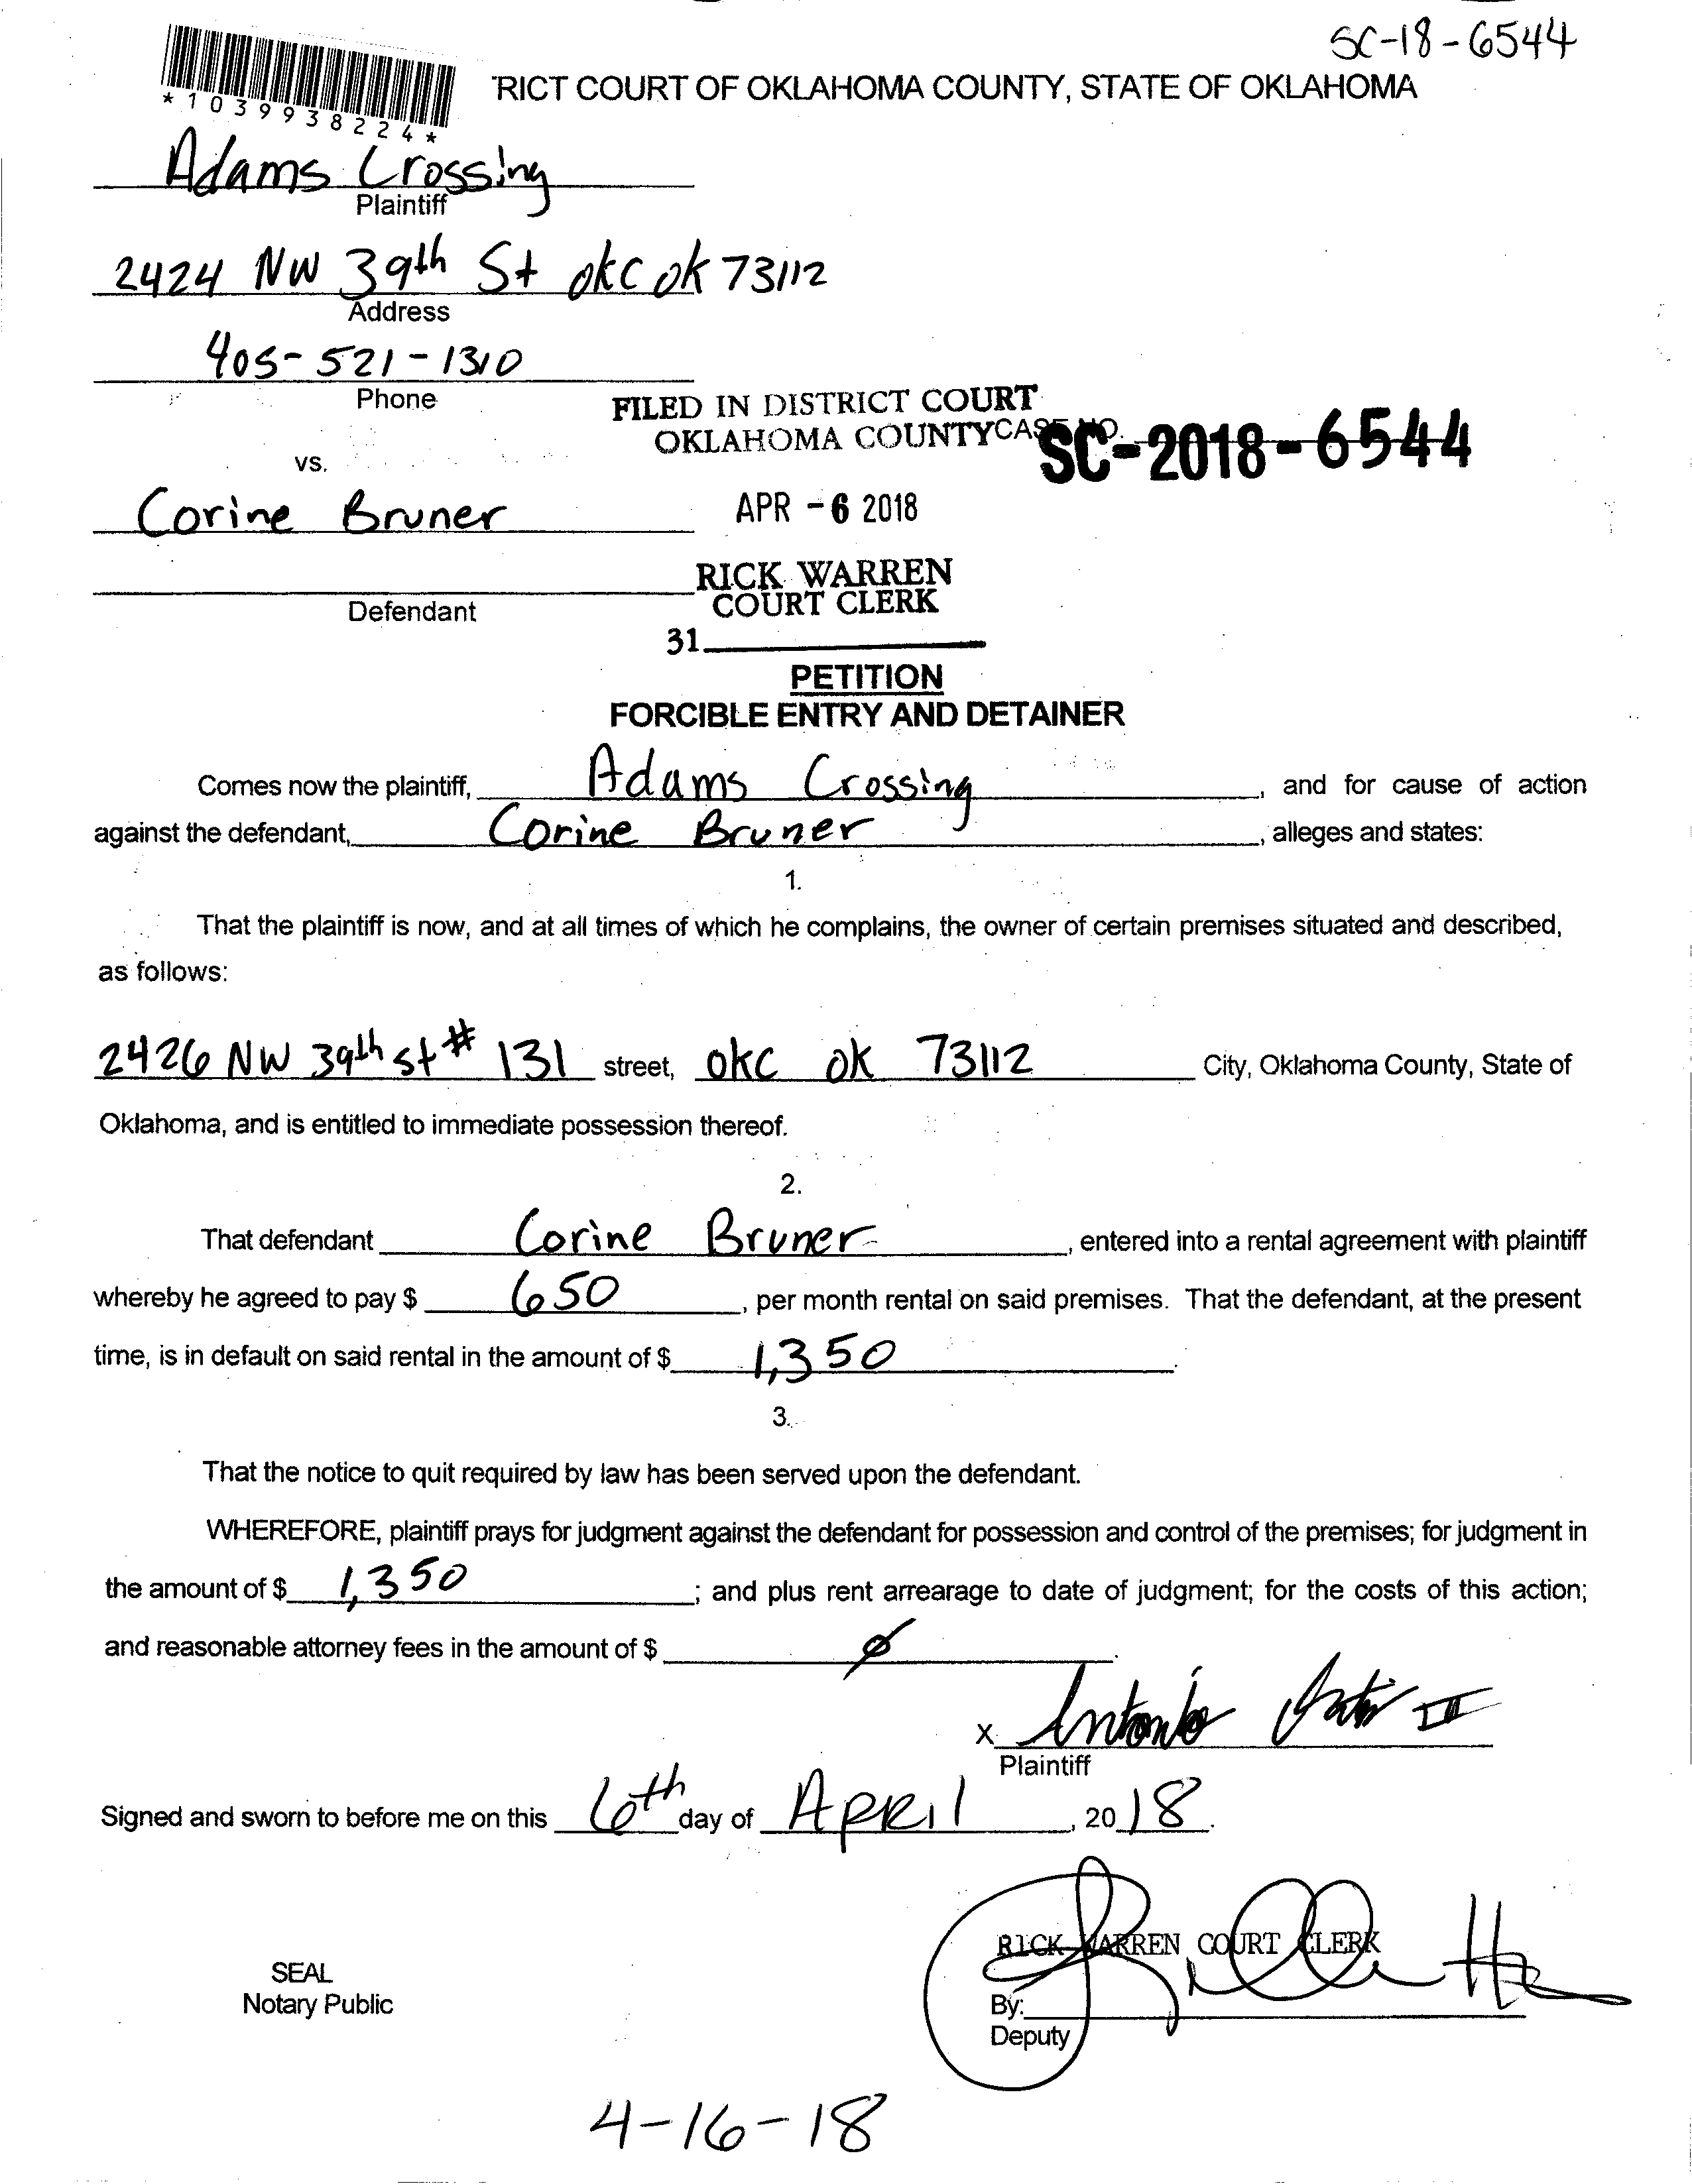 SC-18-6544
*1039938224*
RICT COURT OF OKLAHOMA COUNTY, STATE OF OKLAHOMA
Adams Crossing
Plaintiff
2424 NW 39th St okc ok 73112
Address
405-521-1310
Phone
FILED IN DISTRICT COURT
OKLAHOMA COUNTY CASE NO. SC-2018-6544
vs.
Corine Bruner
APR -6 2018
RICK WARREN
COURT CLERK
Defendant
31
PETITION
FORCIBLE ENTRY AND DETAINER
Comes now the plaintiff, Adams Crossing, and for cause of action
against the defendant, Corine Bruner, alleges and states:
1.
That the plaintiff is now, and at all times of which he complains, the owner of certain premises situated and described,
as follows:
2426 NW 39th st # 131 street, okc ok 73112 City, Oklahoma County, State of
Oklahoma, and is entitled to immediate possession thereof.
2.
That defendant Corine Bruner, entered into a rental agreement with plaintiff
whereby he agreed to pay $ 650, per month rental on said premises. That the defendant, at the present
time, is in default on said rental in the amount of $ 1,350.
3.
That the notice to quit required by law has been served upon the defendant.
WHEREFORE, plaintiff prays for judgment against the defendant for possession and control of the premises; for judgment in
the amount of $ 1,350; and plus rent arrearage to date of judgment; for the costs of this action;
and reasonable attorney fees in the amount of $ ø.
X Antonio III
Plaintiff
Signed and sworn to before me on this 6th day of APRil, 2018.
RICK WARREN COURT CLERK
SEAL
Notary Public
By:
Deputy
4-16-18